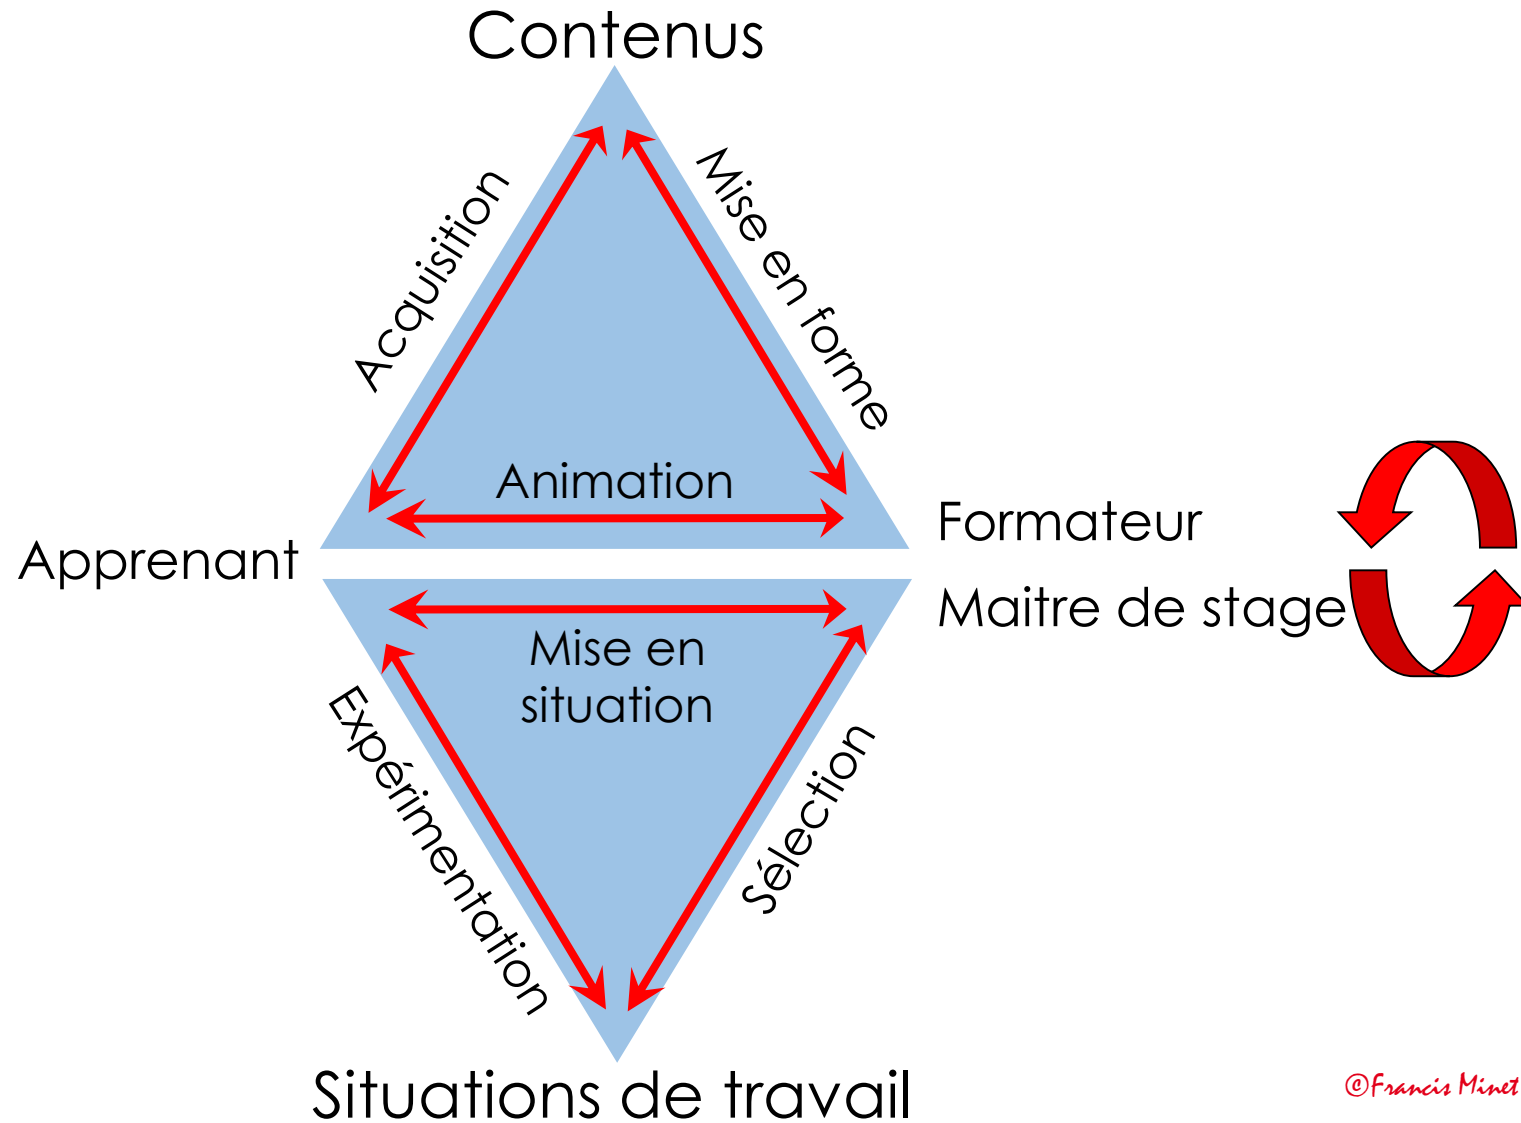 Contenus
Acquisition
Mise en forme
Animation
Formateur
Apprenant
Maitre de stage
Mise en
situation
Expérimentation
Sélection
Situations de travail
©Francis Minet